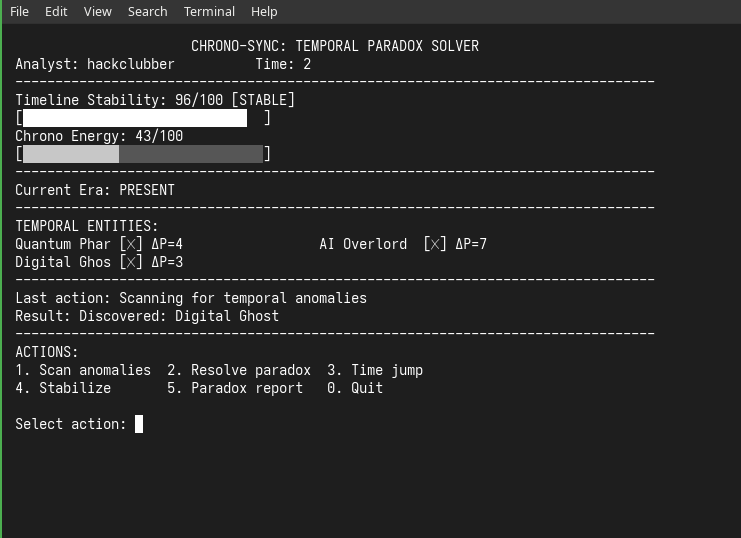 File Edit View Search Terminal Help
CHRONO-SYNC: TEMPORAL PARADOX SOLVER
Analyst: hackclubber Time: 2
--------------------------------------------------------------------------------
Timeline Stability: 96/100 [STABLE]
[ ]
Chrono Energy: 43/100
[ ]
--------------------------------------------------------------------------------
Current Era: PRESENT
--------------------------------------------------------------------------------
TEMPORAL ENTITIES:
Quantum Phar [☓] ΔP=4 AI Overlord [☓] ΔP=7
Digital Ghos [☓] ΔP=3
--------------------------------------------------------------------------------
Last action: Scanning for temporal anomalies
Result: Discovered: Digital Ghost
--------------------------------------------------------------------------------
ACTIONS:
1. Scan anomalies 2. Resolve paradox 3. Time jump
4. Stabilize 5. Paradox report 0. Quit
Select action: